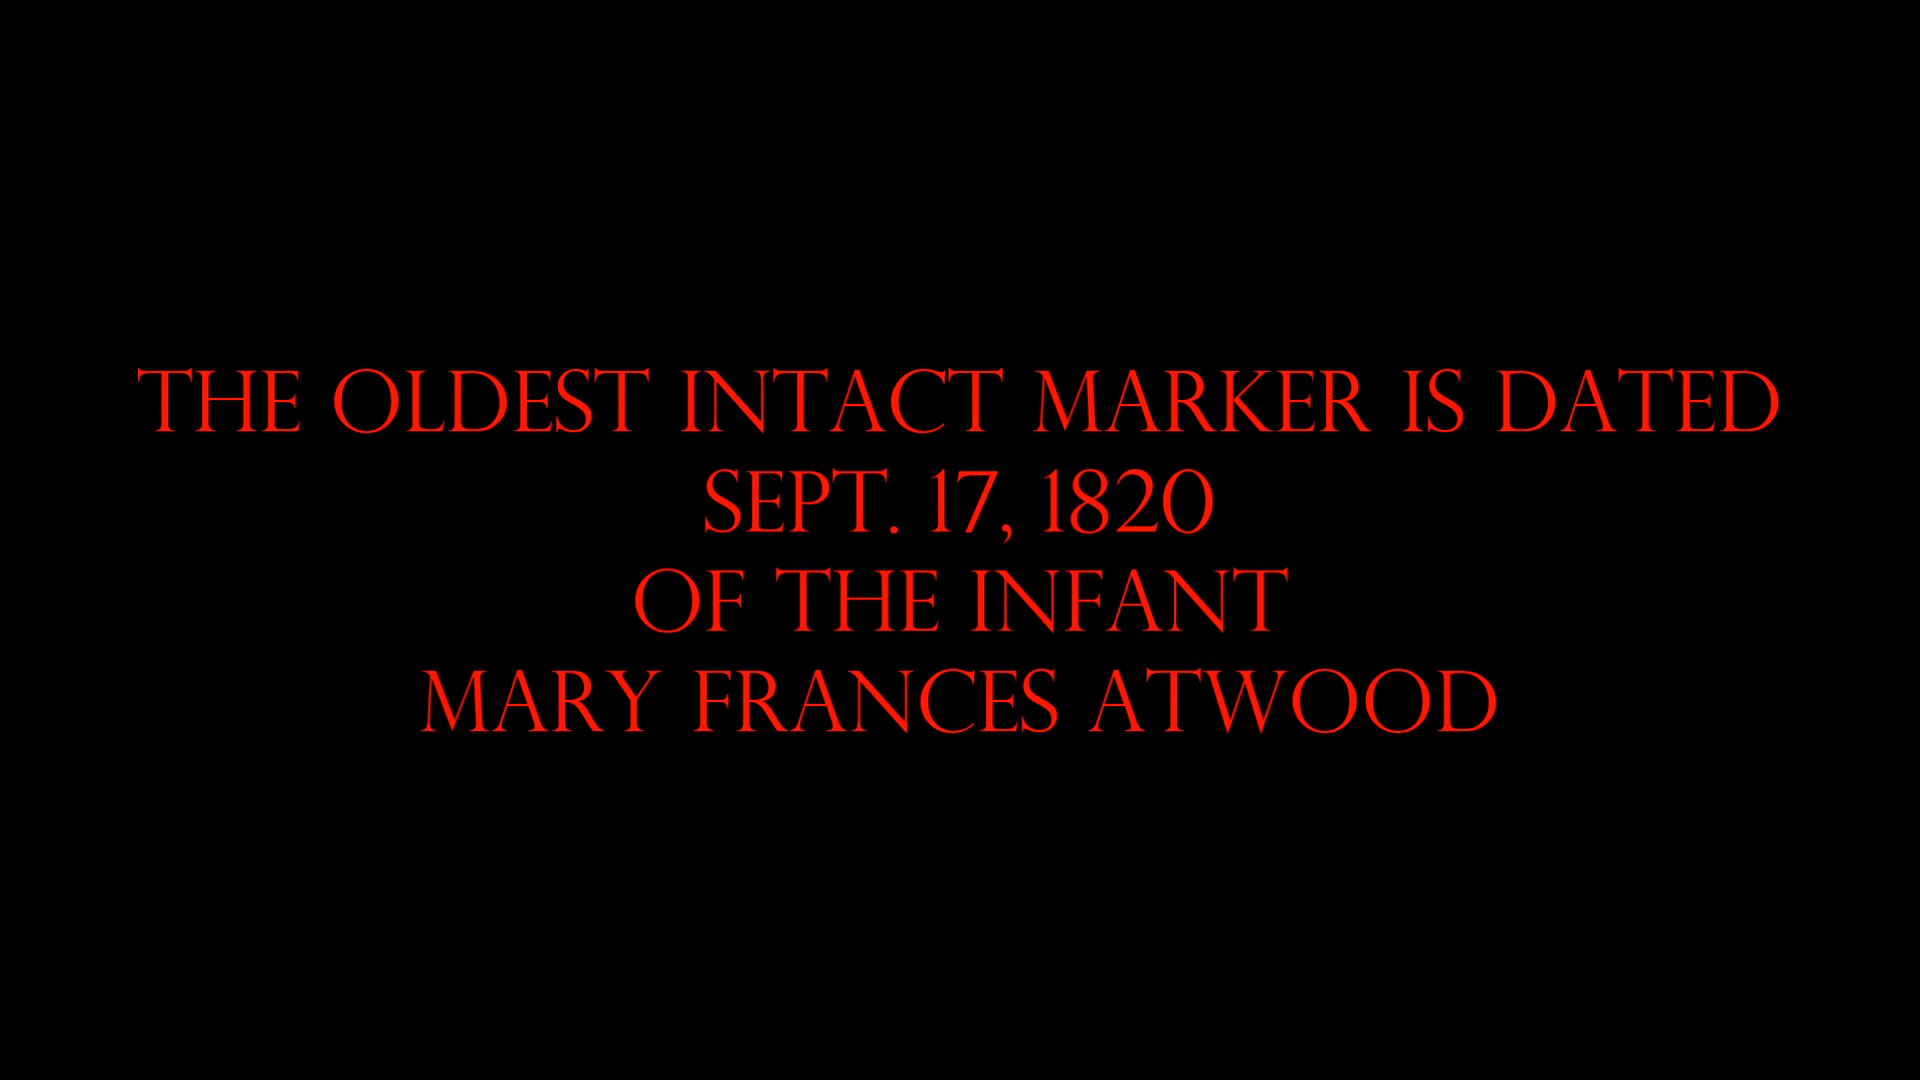 THE OLDEST INTACT MARKER IS DATED
SEPT. 17, 1820
OF THE INFANT
MARY FRANCES ATWOOD